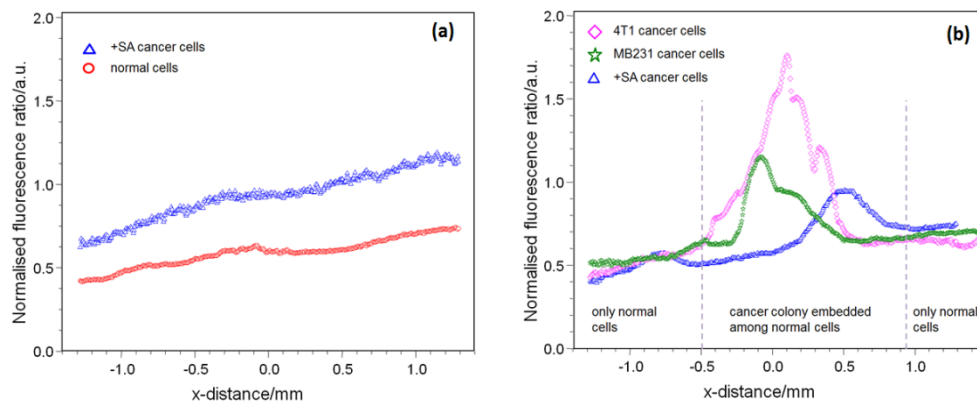 (a)
+SA cancer cells
normal cells
Normalised fluorescence ratio/a.u.
2.0
1.5
1.0
0.5
0.0
-1.0
-0.5
0.0
0.5
1.0
x-distance/mm
(b)
4T1 cancer cells
MB231 cancer cells
+SA cancer cells
Normalised fluorescence ratio/a.u.
2.0
1.5
1.0
0.5
0.0
only normal
cells
cancer colony embedded
among normal cells
only normal
cells
-1.0
-0.5
0.0
0.5
1.0
x-distance/mm